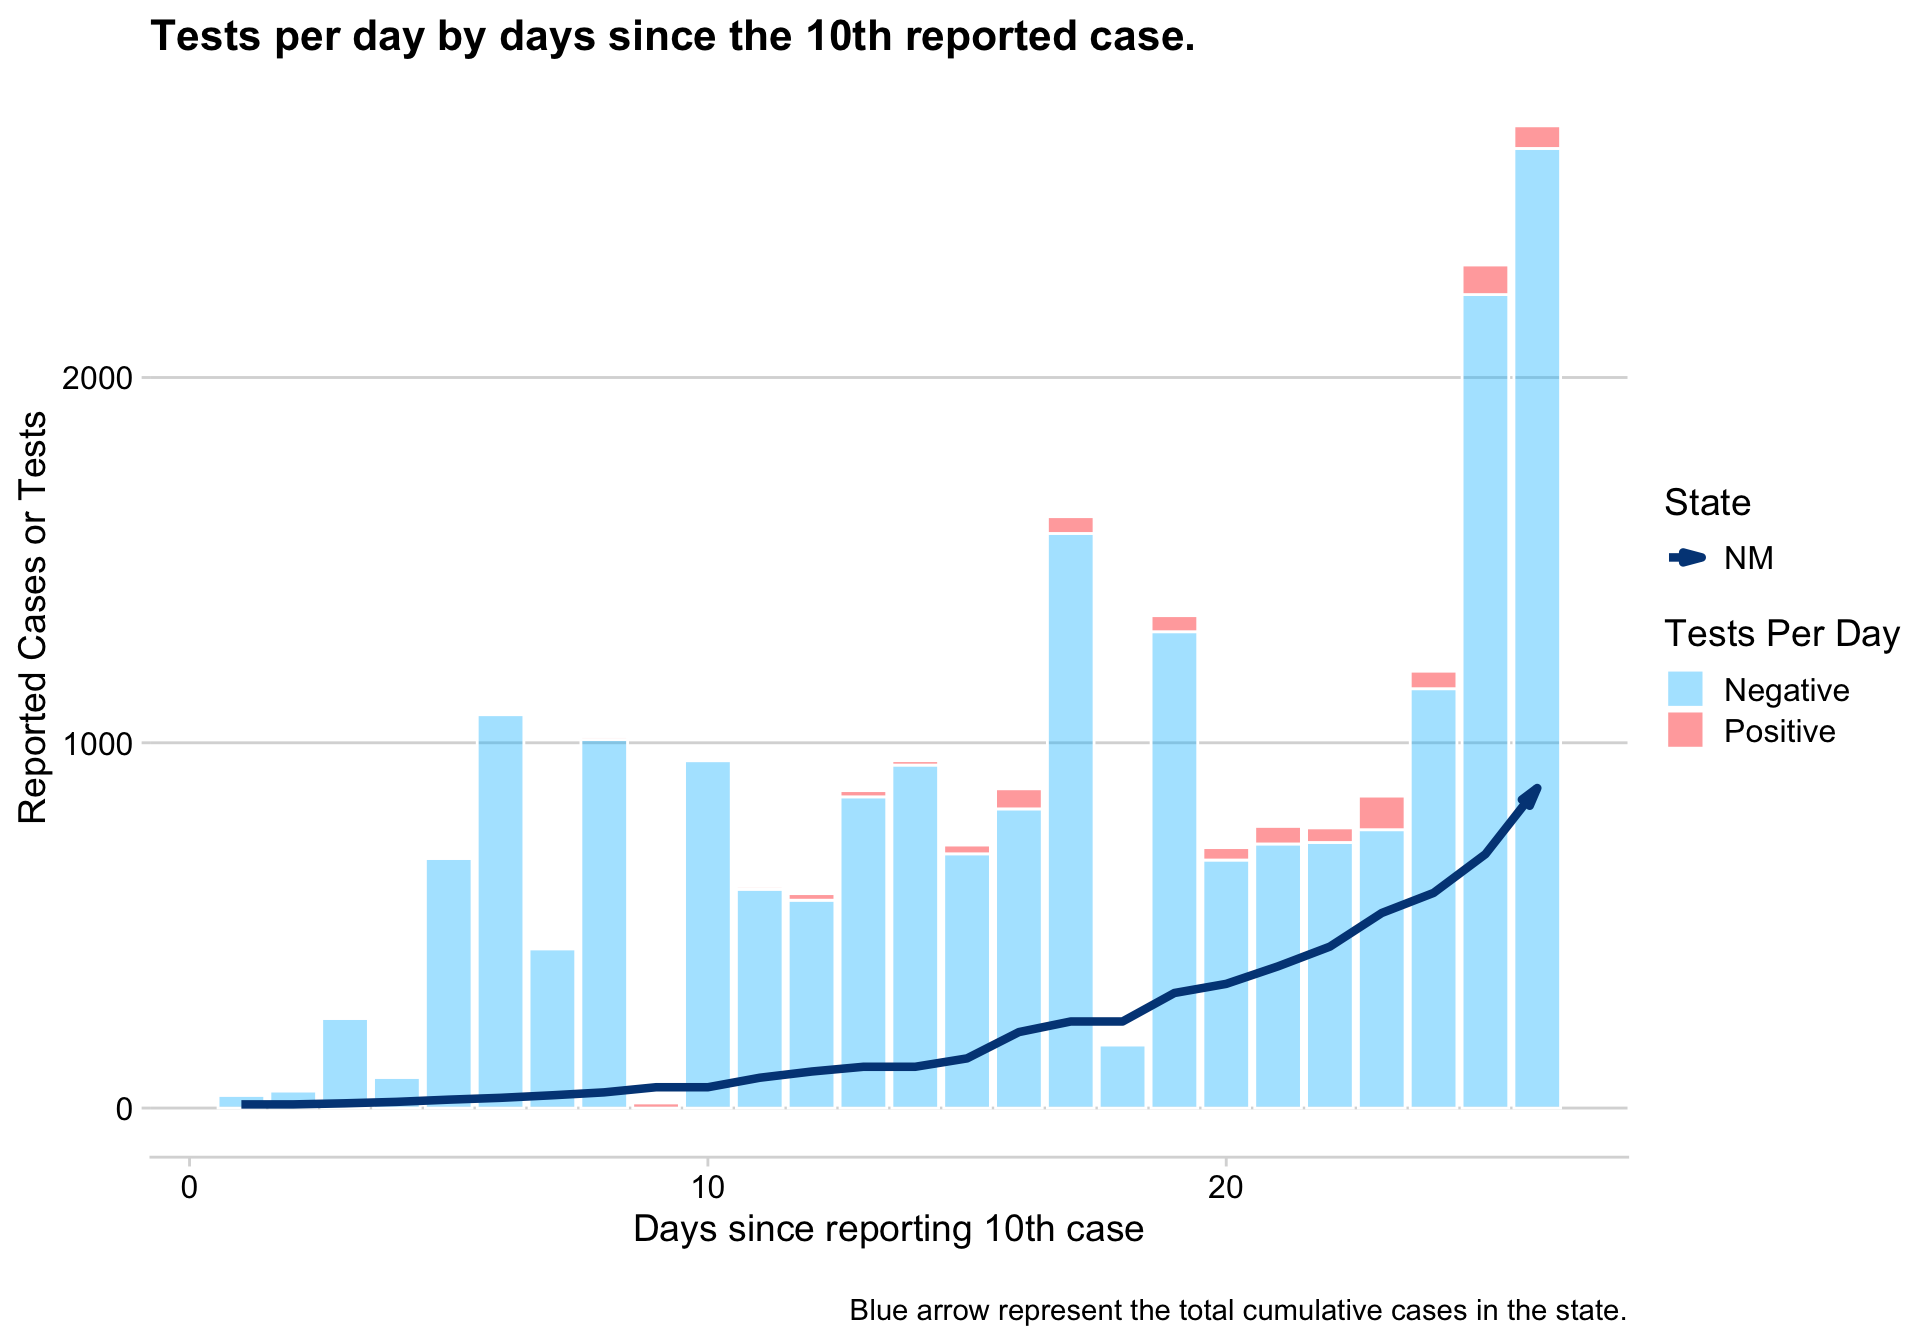 Tests per day by days since the 10th reported case.
Reported Cases or Tests
2000
1000
0
0
10
20
Days since reporting 10th case
State
NM
Tests Per Day
Negative
Positive
Blue arrow represent the total cumulative cases in the state.